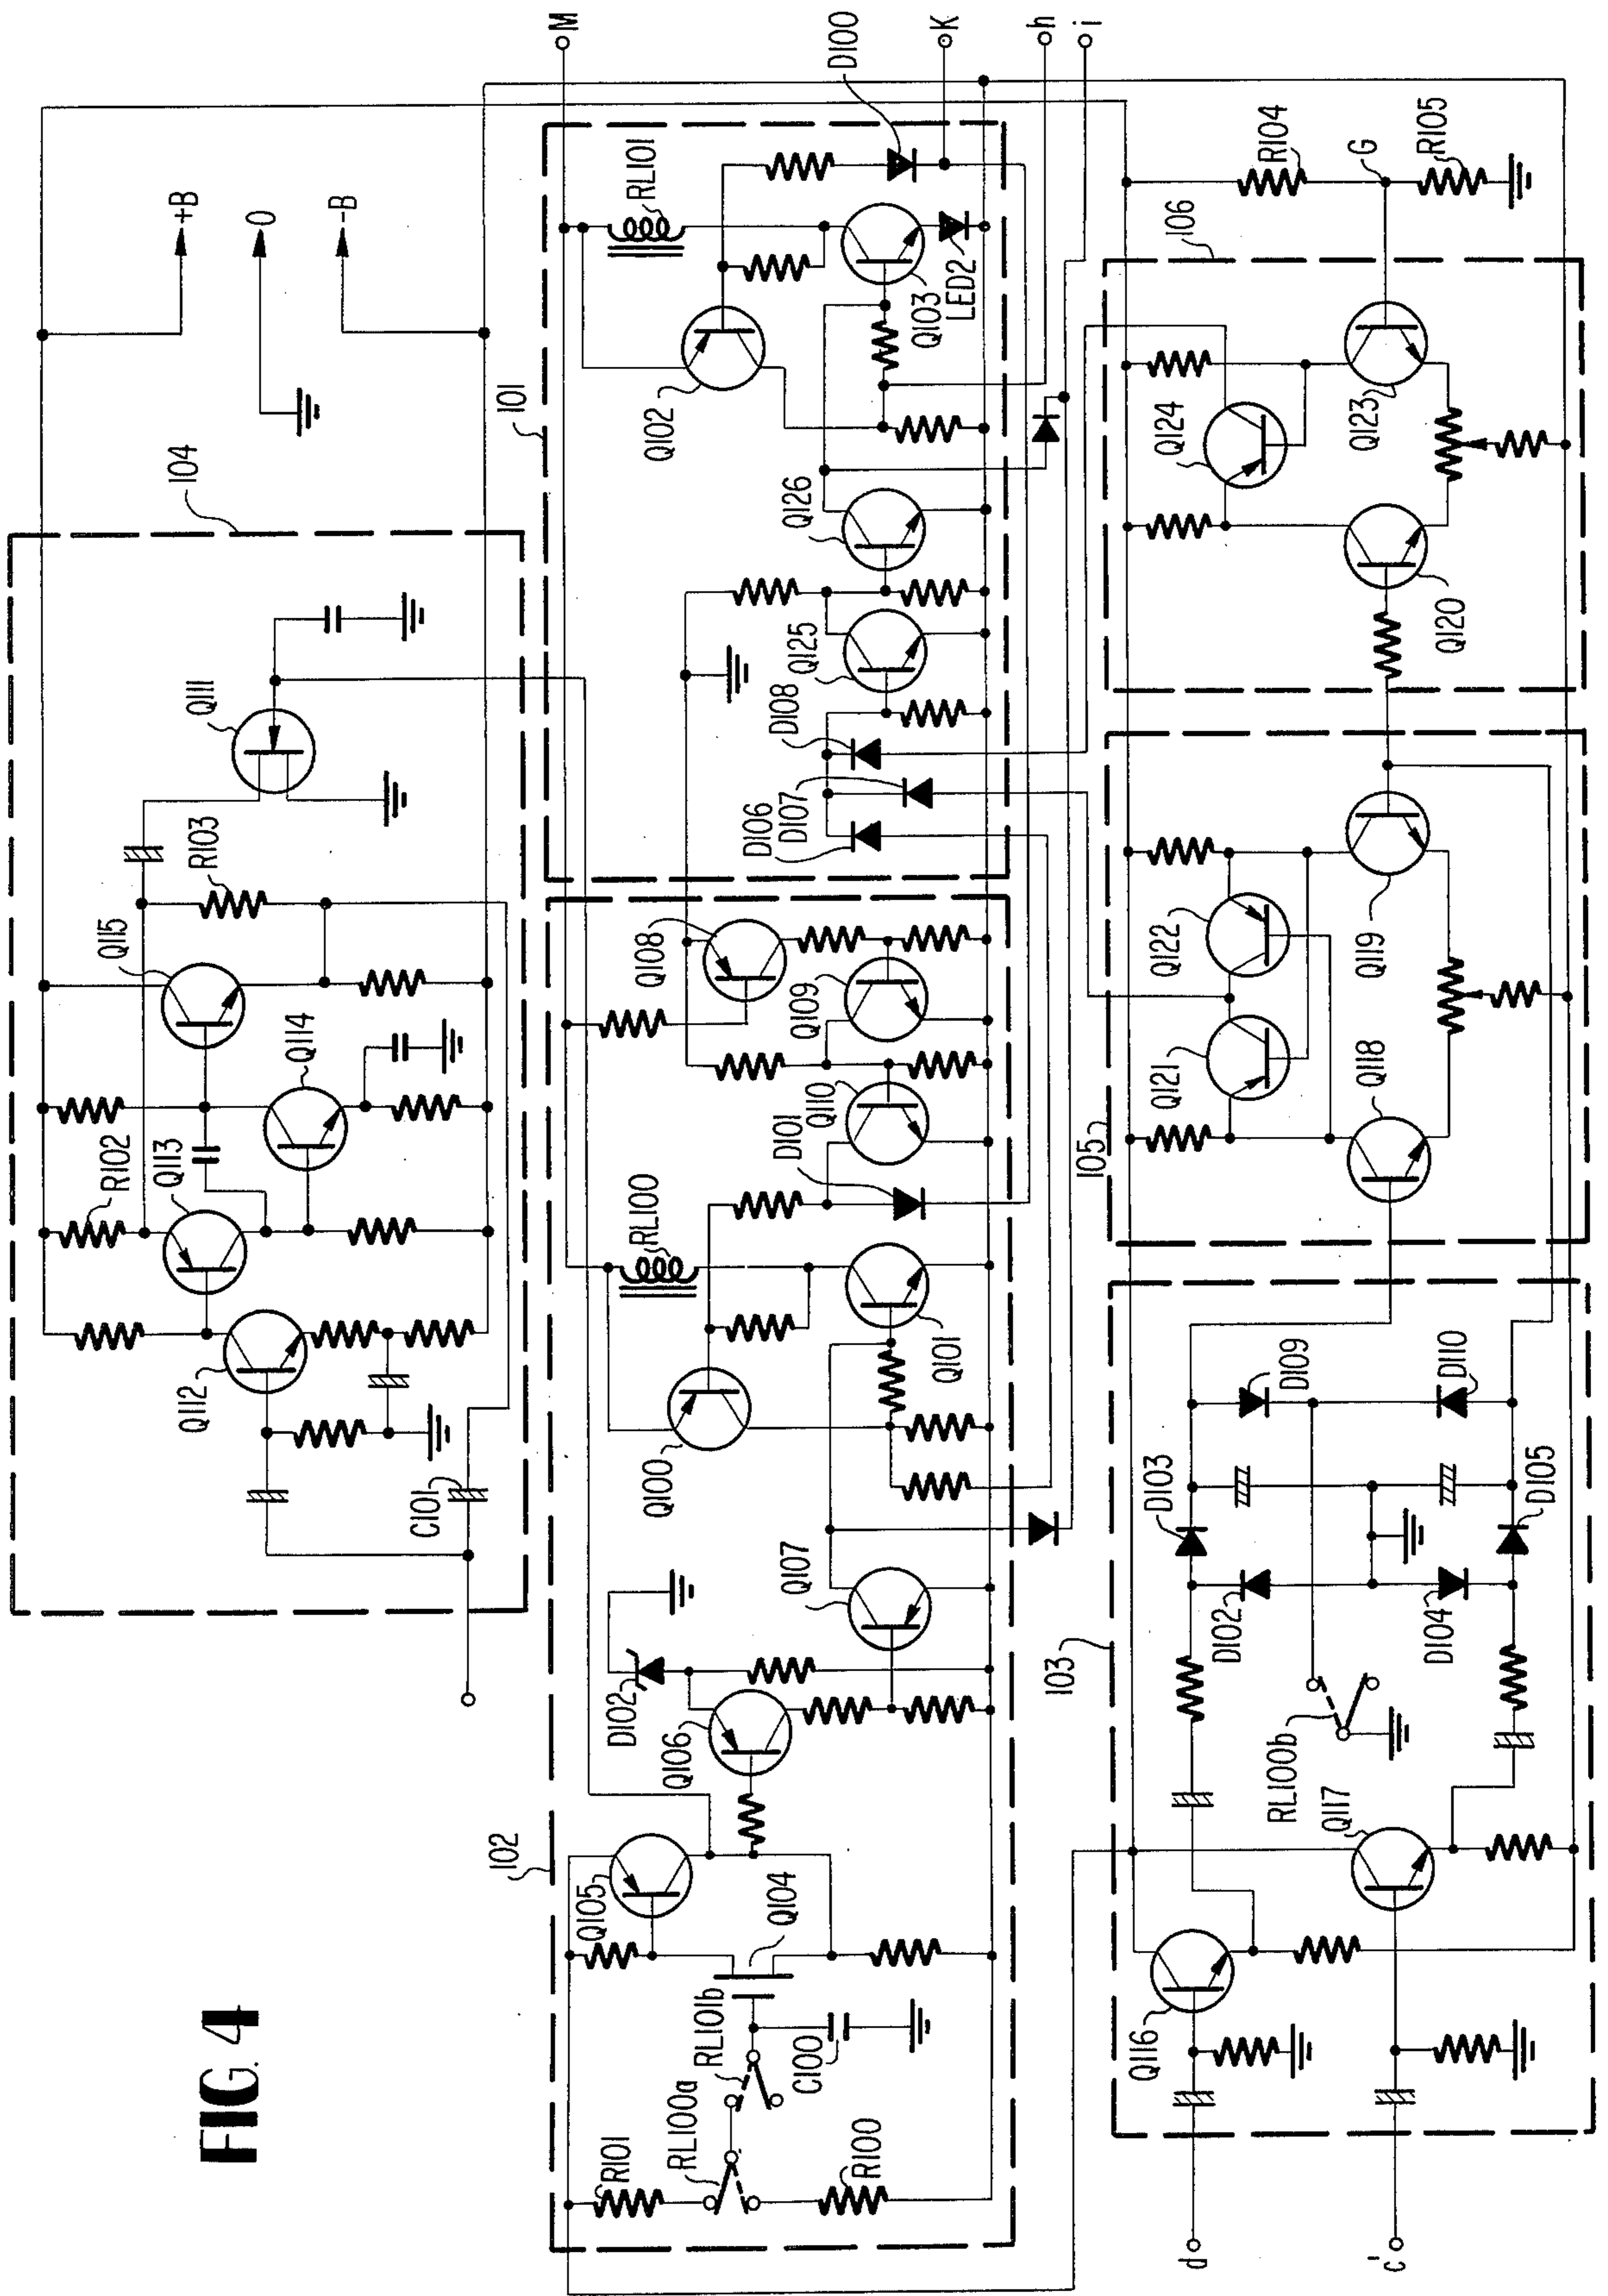 FIG. 4
104
+B
0
-B
Q111
R103
Q115
Q114
R102
Q113
Q112
C101
M
K
h
i
D100
101
RL101
Q102
Q103
LED2
Q126
Q125
D108
D107
D106
102
Q108
Q109
Q110
D101
RL100
Q101
Q100
Q107
D102
Q106
Q105
Q104
RL101b
C100
RL100a
R101
R100
106
R104
G
R105
Q124
Q123
Q120
105
Q122
Q119
Q121
Q118
103
D109
D110
D103
D105
D102
D104
RL100b
Q117
Q116
d
c'